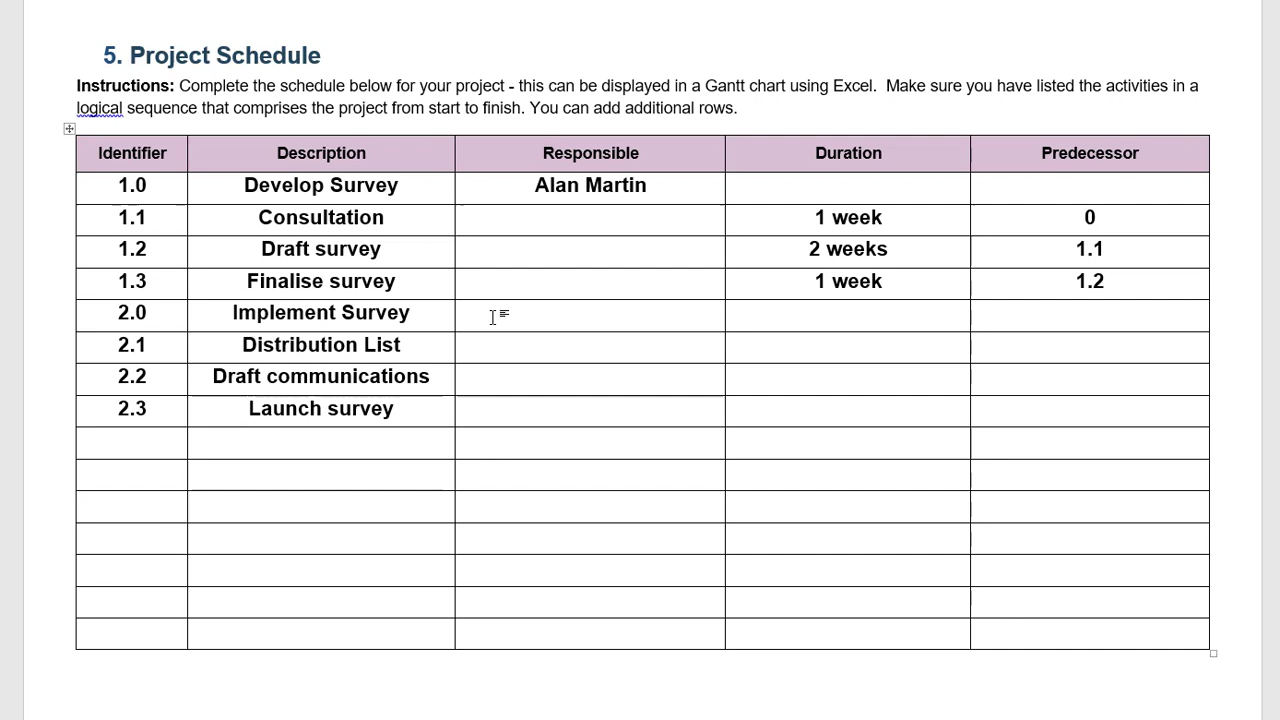 5. Project Schedule
Instructions: Complete the schedule below for your project - this can be displayed in a Gantt chart using Excel. Make sure you have listed the activities in a
logical sequence that comprises the project from start to finish. You can add additional rows.
Identifier Description Responsible Duration Predecessor
1.0 Develop Survey Alan Martin
1.1 Consultation 1 week 0
1.2 Draft survey 2 weeks 1.1
1.3 Finalise survey 1 week 1.2
2.0 Implement Survey
2.1 Distribution List
2.2 Draft communications
2.3 Launch survey